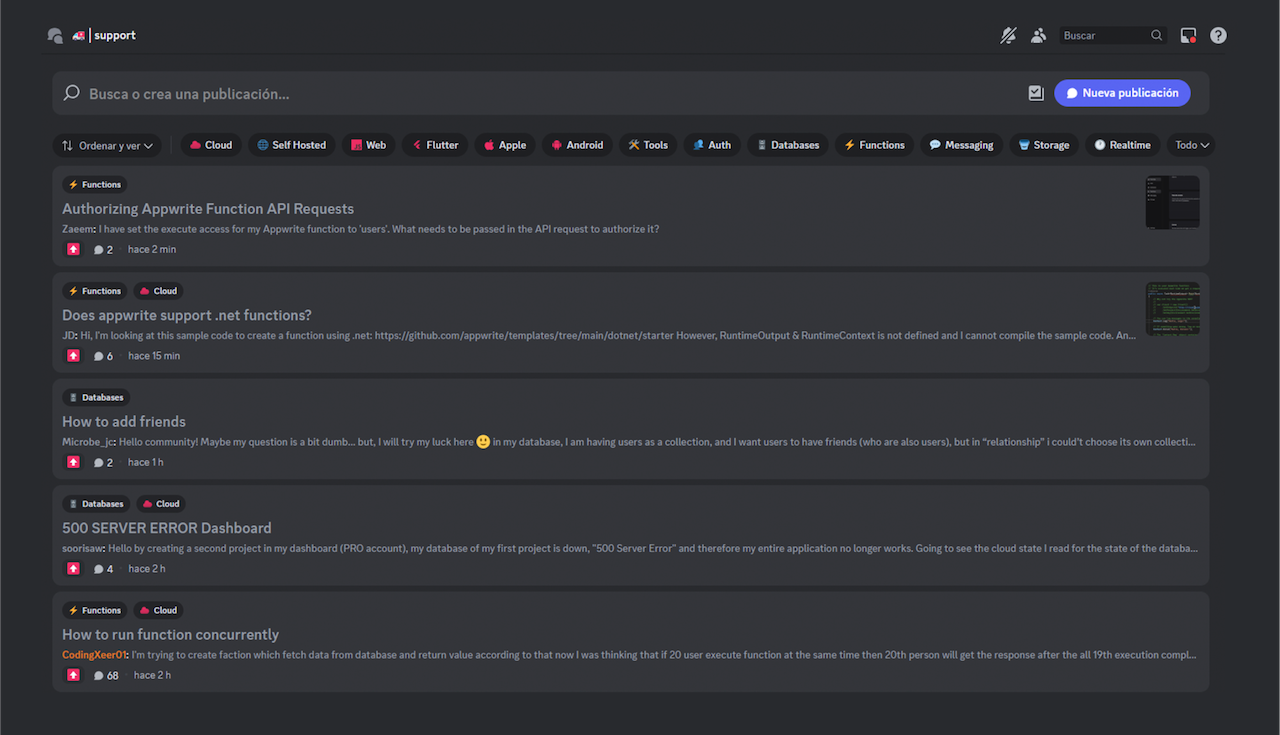 support
Buscar
Busca o crea una publicación...
Nueva publicación
Ordenar y ver
Cloud
Self Hosted
Web
Flutter
Apple
Android
Tools
Auth
Databases
Functions
Messaging
Storage
Realtime
Todo
Functions
Authorizing Appwrite Function API Requests
Zaeem: I have set the execute access for my Appwrite function to 'users'. What needs to be passed in the API request to authorize it?
2 · hace 2 min
Functions Cloud
Does appwrite support .net functions?
JD: Hi, I'm looking at this sample code to create a function using .net: https://github.com/appwrite/templates/tree/main/dotnet/starter However, RuntimeOutput & RuntimeContext is not defined and I cannot compile the sample code. An...
6 · hace 15 min
Databases
How to add friends
Microbe_jc: Hello community! Maybe my question is a bit dumb... but, I will try my luck here 🙂 in my database, I am having users as a collection, and I want users to have friends (who are also users), but in “relationship” i could't choose its own collecti...
2 · hace 1 h
Databases Cloud
500 SERVER ERROR Dashboard
soorisaw: Hello by creating a second project in my dashboard (PRO account), my database of my first project is down, "500 Server Error" and therefore my entire application no longer works. Going to see the cloud state I read for the state of the databa...
4 · hace 2 h
Functions Cloud
How to run function concurrently
CodingXeer01: I'm trying to create faction which fetch data from database and return value according to that now I was thinking that if 20 user execute function at the same time then 20th person will get the response after the all 19th execution compl...
68 · hace 2 h